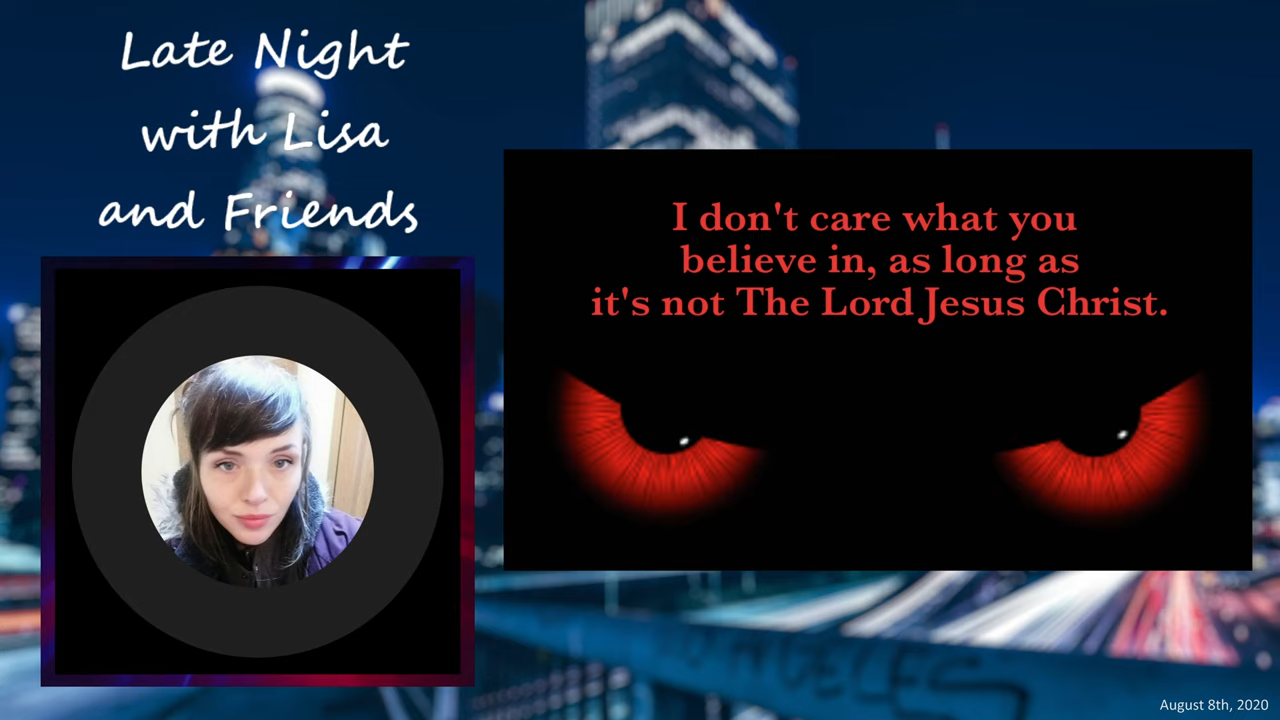 Late Night
with Lisa
and Friends
I don't care what you
believe in, as long as
it's not The Lord Jesus Christ.
August 8th, 2020